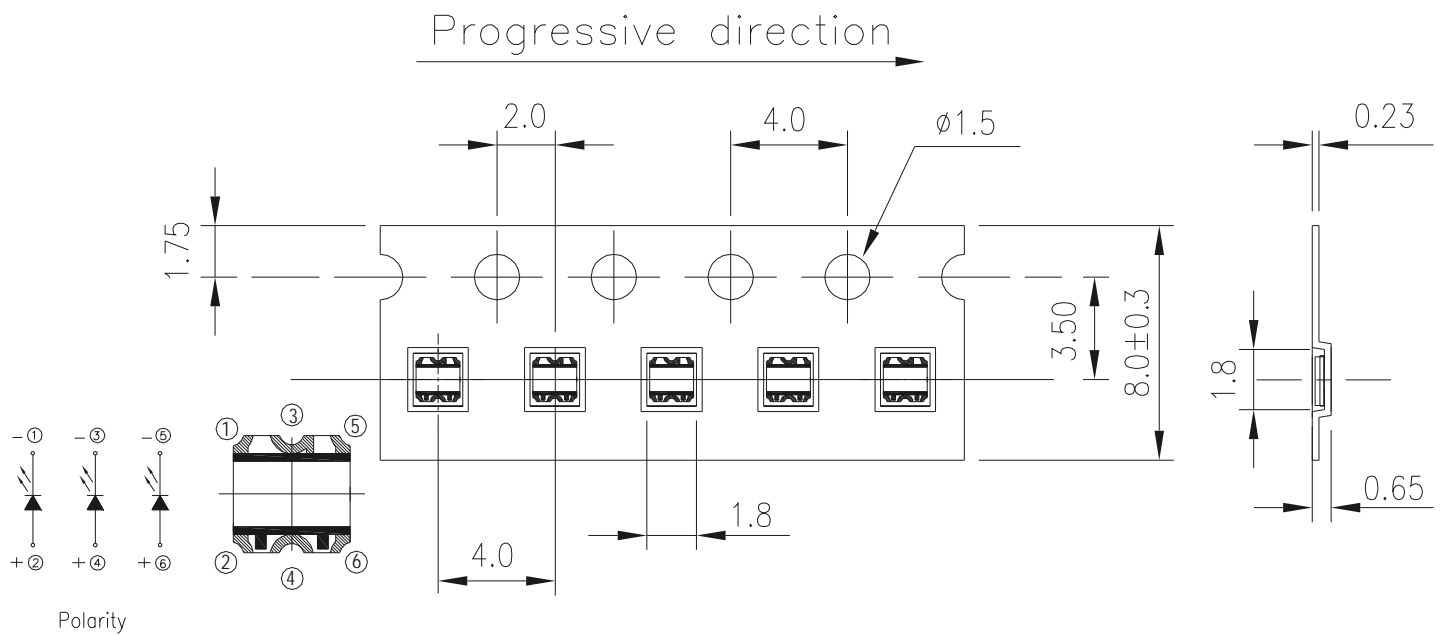 Progressive direction
2.0
4.0
ø1.5
0.23
1.75
3.50
8.0±0.3
1.8
③
① ⑤
-① -③ -⑤
0.65
1.8
4.0
+② +④ +⑥
② ⑥
④
Polarity